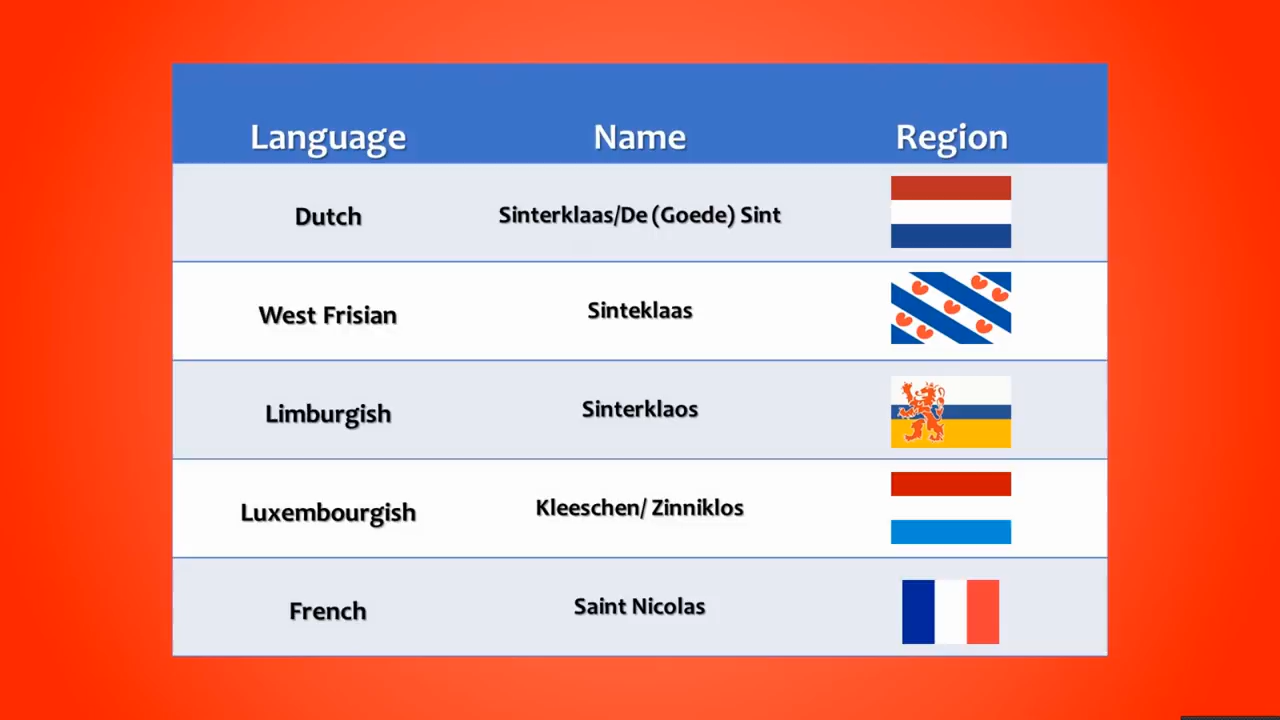 Language Name Region
Dutch Sinterklaas/De (Goede) Sint
West Frisian Sinteklaas
Limburgish Sinterklaos
Luxembourgish Kleeschen/ Zinniklos
French Saint Nicolas